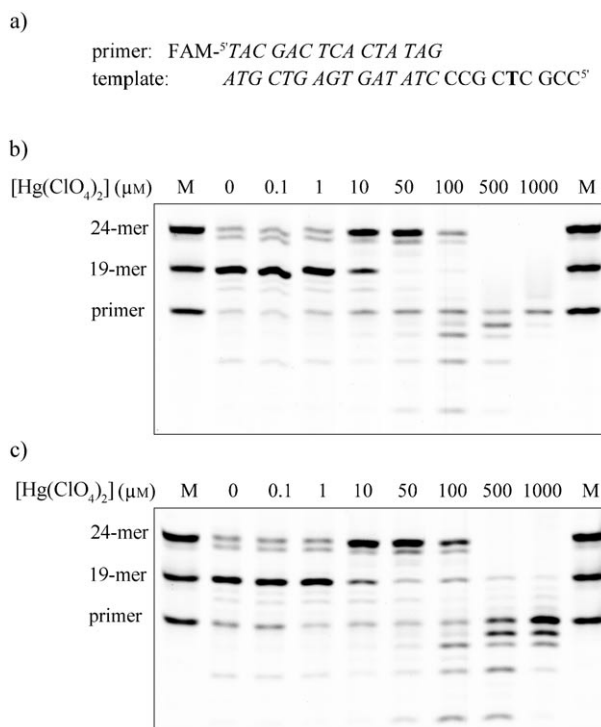 a)
primer: FAM-5'TAC GAC TCA CTA TAG
template: ATG CTG AGT GAT ATC CCG CTC GCC5'
b)
[Hg(ClO4)2] (μM) M 0 0.1 1 10 50 100 500 1000 M
24-mer
19-mer
primer
c)
[Hg(ClO4)2] (μM) M 0 0.1 1 10 50 100 500 1000 M
24-mer
19-mer
primer